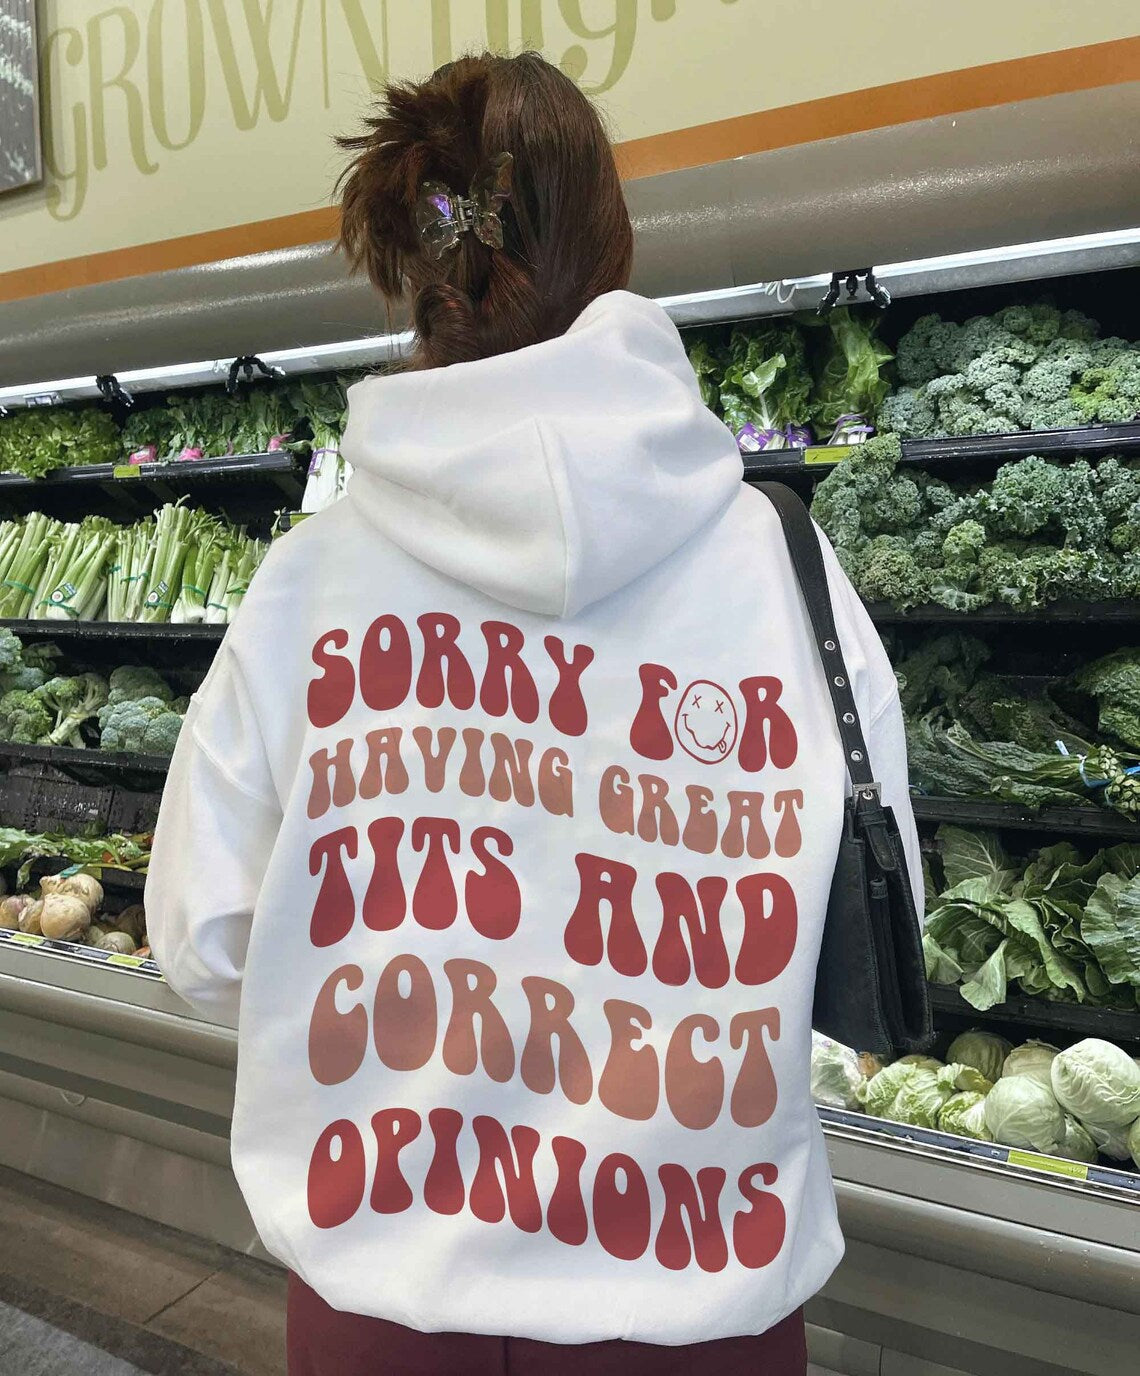 GROWN
SORRY FOR
HAVING GREAT
TITS AND
CORRECT
OPINIONS